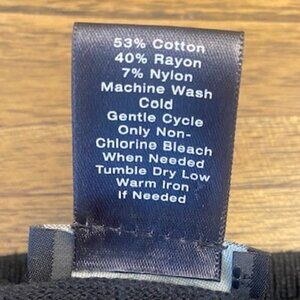 53% Cotton
40% Rayon
7% Nylon
Machine Wash
Cold
Gentle Cycle
Only Non-
Chlorine Bleach
When Needed
Tumble Dry Low
Warm Iron
If Needed